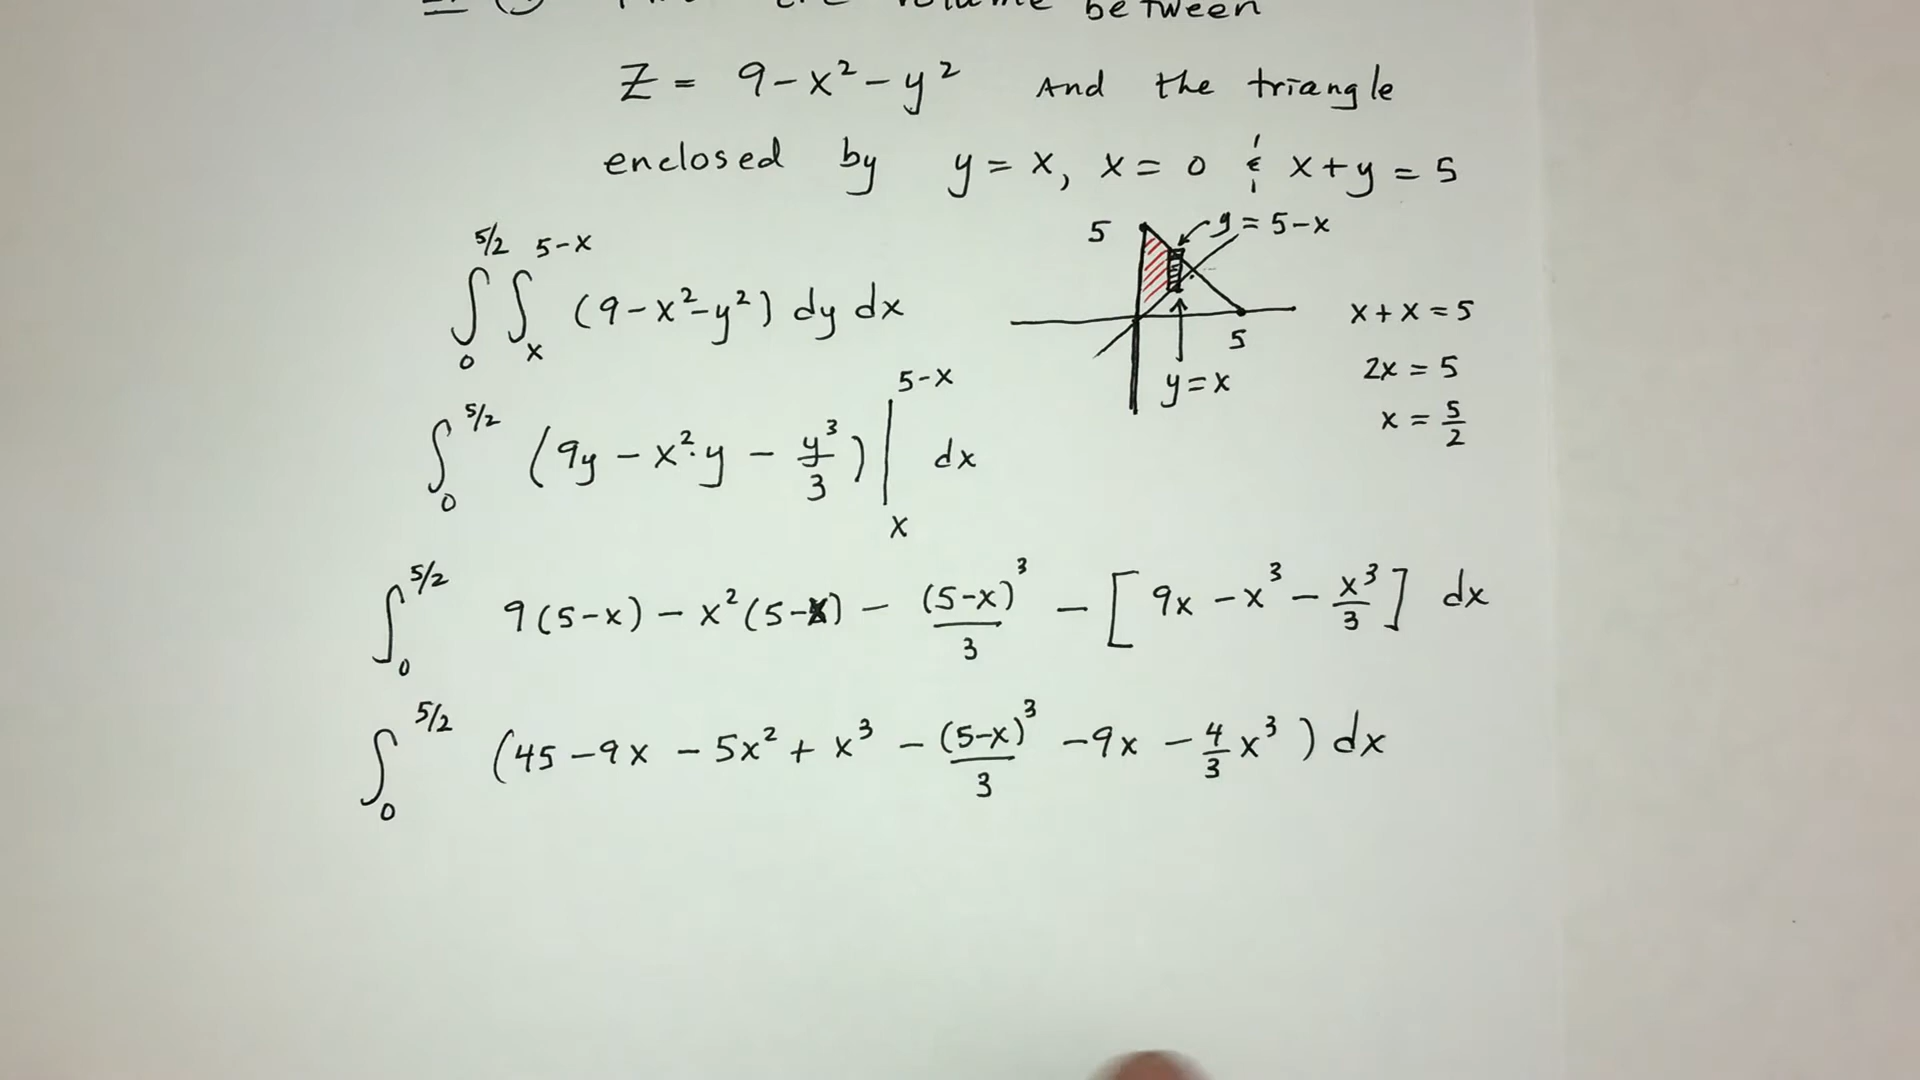 the volume between
Z = 9-x²-y² And the triangle
enclosed by y = x, x = 0 & x+y = 5
5
y = 5-x
5
y = x
x+x = 5
2x = 5
x = 5/2
∫₀^(5/2) ∫ₓ^(5-x) (9-x²-y²) dy dx
∫₀^(5/2) (9y - x²·y - y³/3) |ₓ^(5-x) dx
∫₀^(5/2) 9(5-x) - x²(5-x) - (5-x)³/3 - [9x - x³ - x³/3] dx
∫₀^(5/2) (45 - 9x - 5x² + x³ - (5-x)³/3 - 9x - 4/3 x³) dx